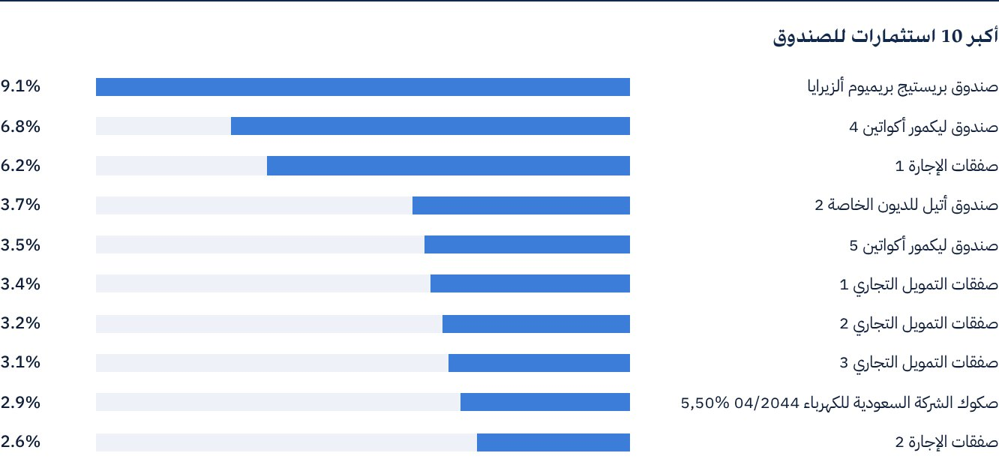 أكبر 10 استثمارات للصندوق
صندوق بريستيج بريميوم ألزيرايا 9.1%
صندوق ليكمور أكواتين 4 6.8%
صفقات الإجارة 1 6.2%
صندوق أتيل للديون الخاصة 2 3.7%
صندوق ليكمور أكواتين 5 3.5%
صفقات التمويل التجاري 1 3.4%
صفقات التمويل التجاري 2 3.2%
صفقات التمويل التجاري 3 3.1%
صكوك الشركة السعودية للكهرباء 04/2044 5,50% 2.9%
صفقات الإجارة 2 2.6%